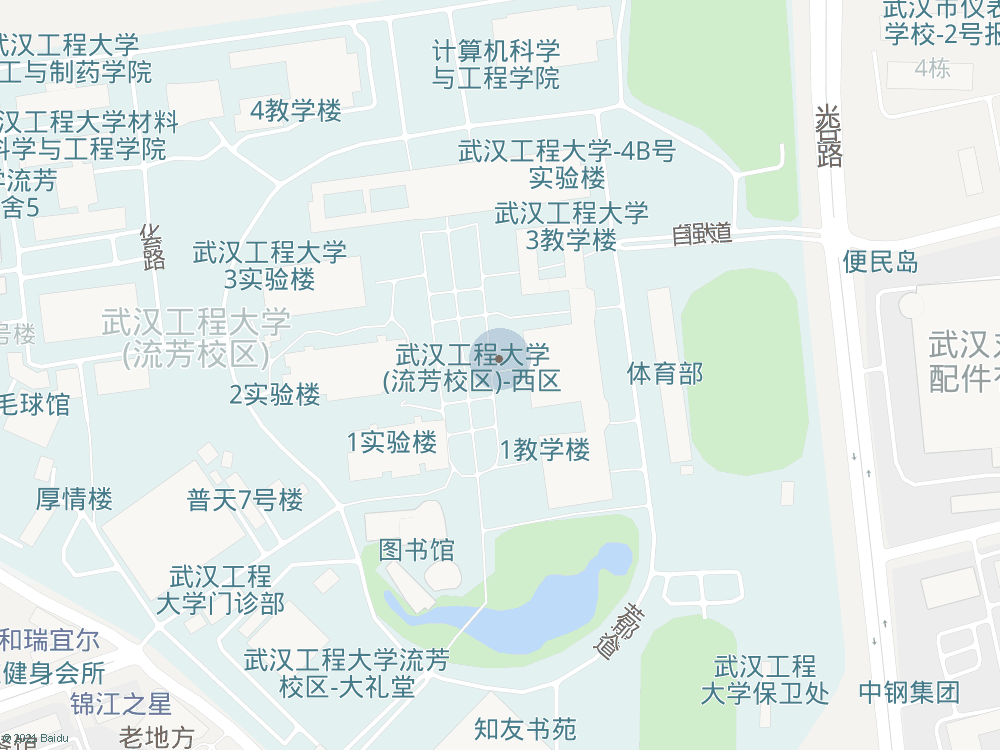 武汉市仪表
学校-2号报
4栋
武汉工程大学
工与制药学院
计算机科学
与工程学院
4教学楼
光谷一路
汉工程大学材料
科学与工程学院
武汉工程大学-4B号
实验楼
学流芳
舍5
武汉工程大学
3教学楼
化育路
自强大道
武汉工程大学
3实验楼
便民岛
武汉工程大学
(流芳校区)
号楼
武汉工程大学
(流芳校区)-西区
体育部
配件有
2实验楼
毛球馆
1实验楼
1教学楼
厚情楼
普天7号楼
图书馆
武汉工程
大学门诊部
芳邮道
和瑞宜尔
健身会所
武汉工程大学流芳
校区-大礼堂
武汉工程
大学保卫处
中钢集团
锦江之星
知友书苑
老地方
© 2021 Baidu